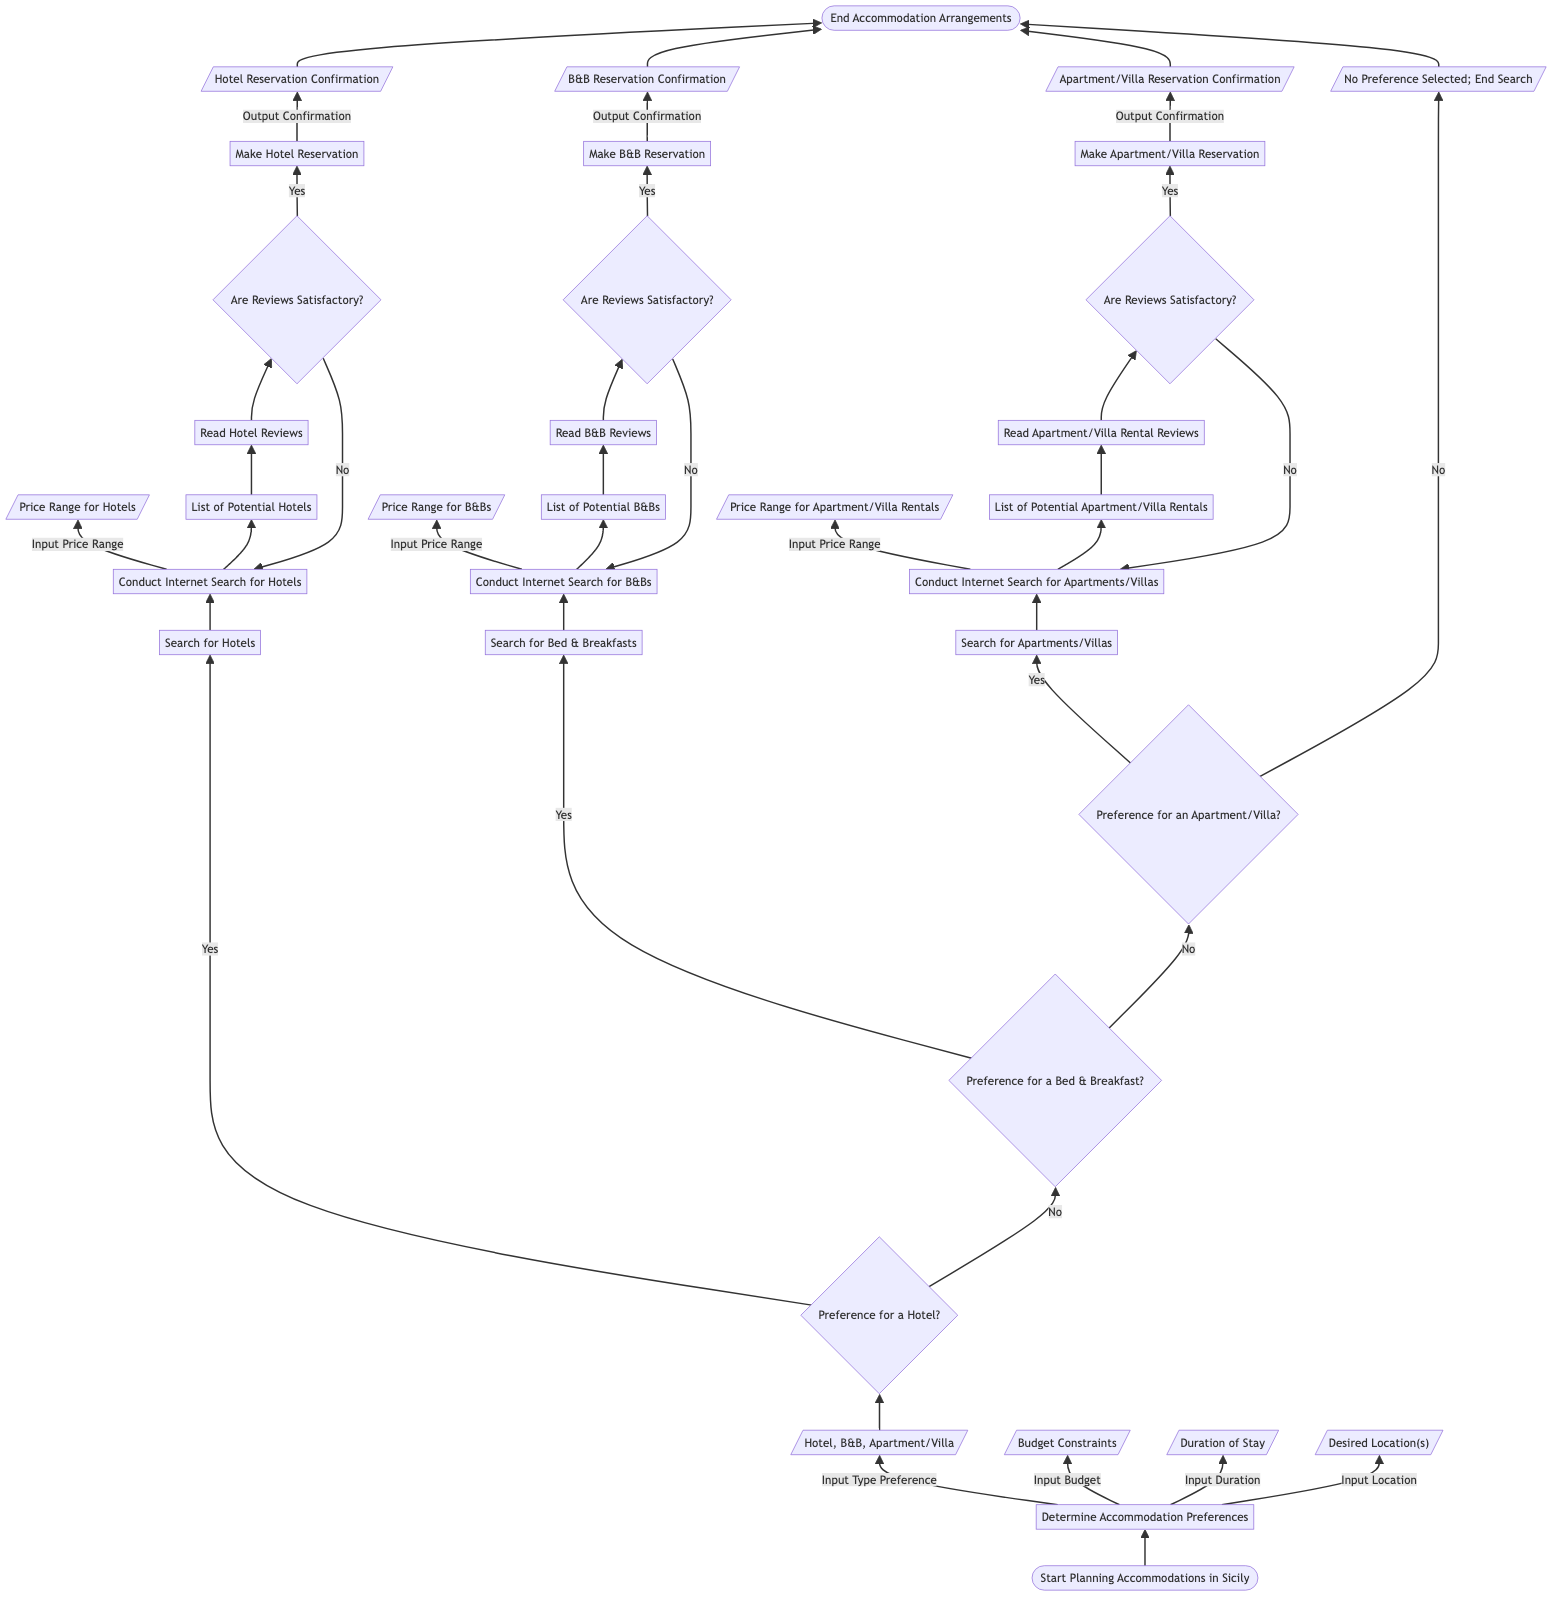 End Accommodation Arrangements
Hotel Reservation Confirmation
B&B Reservation Confirmation
Apartment/Villa Reservation Confirmation
No Preference Selected; End Search
Output Confirmation
Output Confirmation
Output Confirmation
Make Hotel Reservation
Make B&B Reservation
Make Apartment/Villa Reservation
Yes
Yes
Yes
Are Reviews Satisfactory?
Are Reviews Satisfactory?
Are Reviews Satisfactory?
Read Hotel Reviews
Read B&B Reviews
Read Apartment/Villa Rental Reviews
No
No
No
No
Price Range for Hotels
List of Potential Hotels
Price Range for B&Bs
List of Potential B&Bs
Price Range for Apartment/Villa Rentals
List of Potential Apartment/Villa Rentals
Input Price Range
Input Price Range
Input Price Range
Conduct Internet Search for Hotels
Conduct Internet Search for B&Bs
Conduct Internet Search for Apartments/Villas
Search for Hotels
Search for Bed & Breakfasts
Search for Apartments/Villas
Yes
Yes
Preference for an Apartment/Villa?
Yes
No
Preference for a Bed & Breakfast?
No
Preference for a Hotel?
Hotel, B&B, Apartment/Villa
Budget Constraints
Duration of Stay
Desired Location(s)
Input Type Preference
Input Budget
Input Duration
Input Location
Determine Accommodation Preferences
Start Planning Accommodations in Sicily